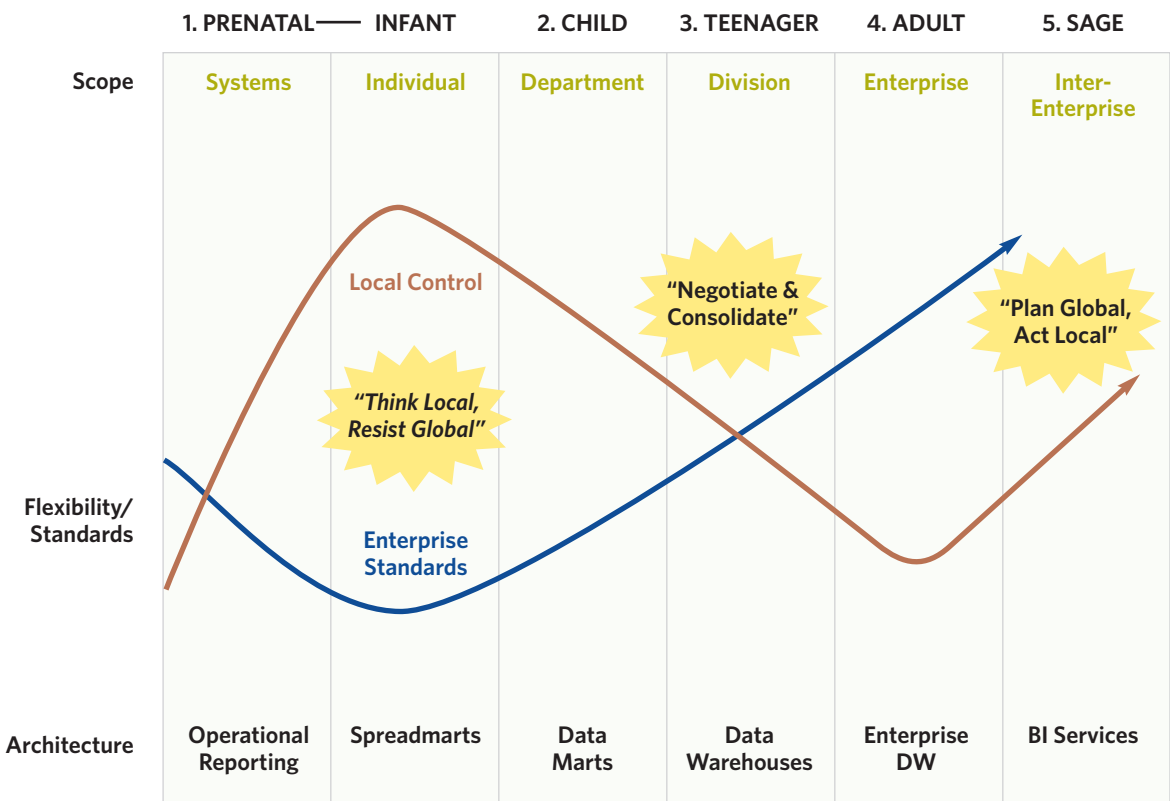 1. PRENATAL INFANT 2. CHILD 3. TEENAGER 4. ADULT 5. SAGE
Scope
Systems
Individual
Department
Division
Enterprise
Inter-
Enterprise
Local Control
“Negotiate &
Consolidate”
“Plan Global,
Act Local”
“Think Local,
Resist Global”
Flexibility/
Standards
Enterprise
Standards
Architecture
Operational
Reporting
Spreadmarts
Data
Marts
Data
Warehouses
Enterprise
DW
BI Services